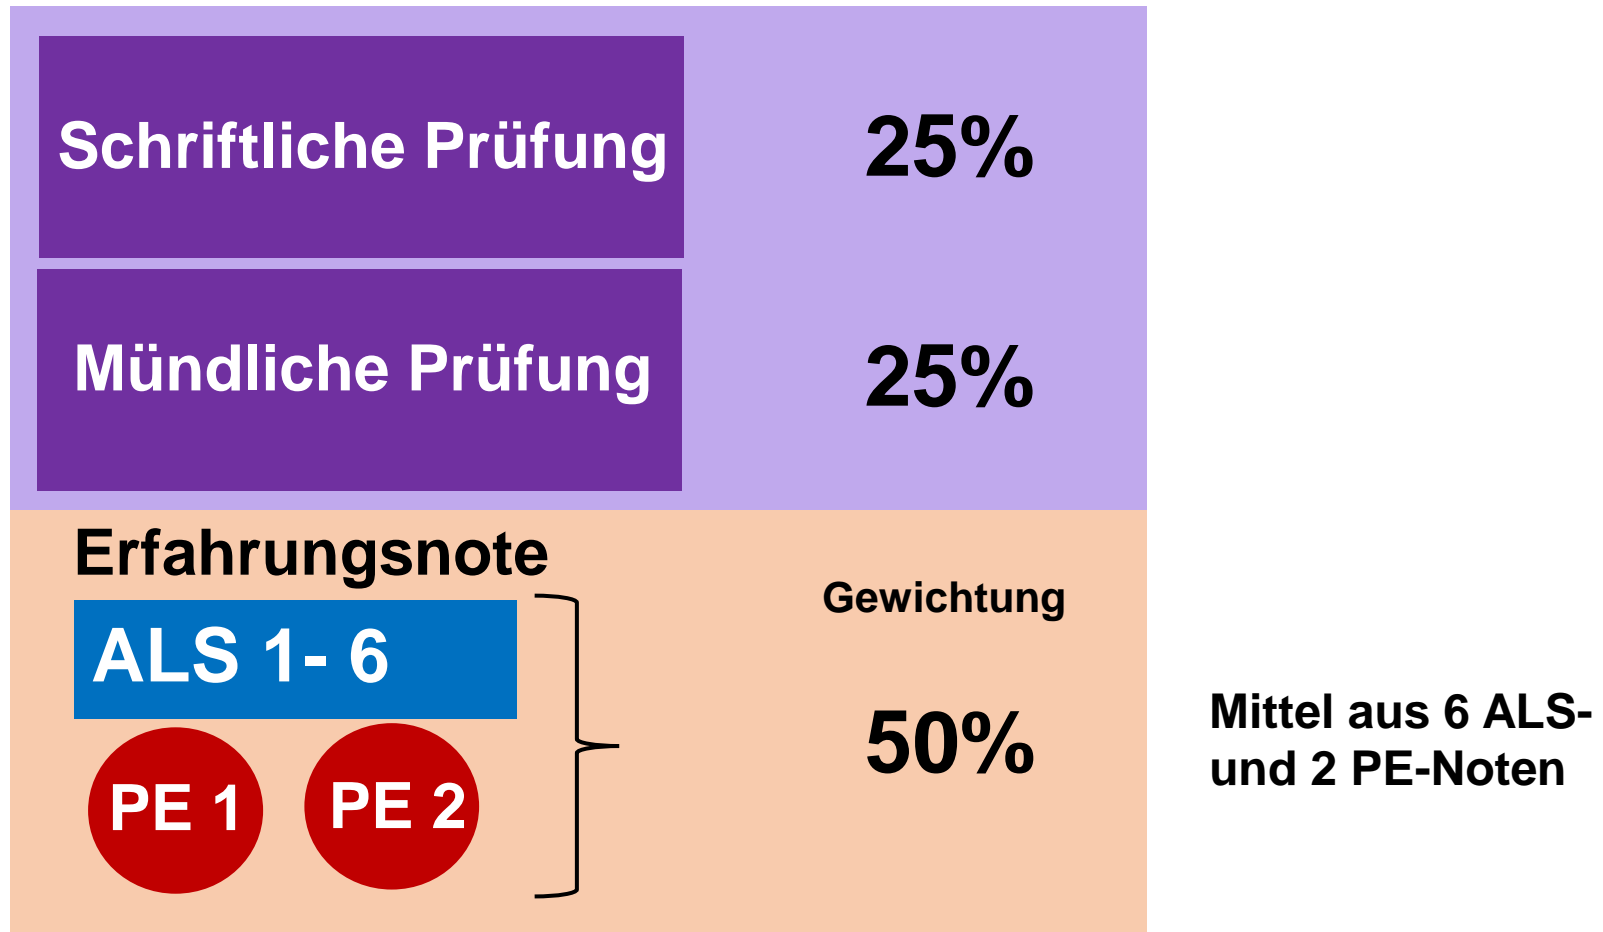 Schriftliche Prüfung
25%
Mündliche Prüfung
25%
Erfahrungsnote
Gewichtung
ALS 1- 6
50%
PE 1
PE 2
Mittel aus 6 ALS-
und 2 PE-Noten